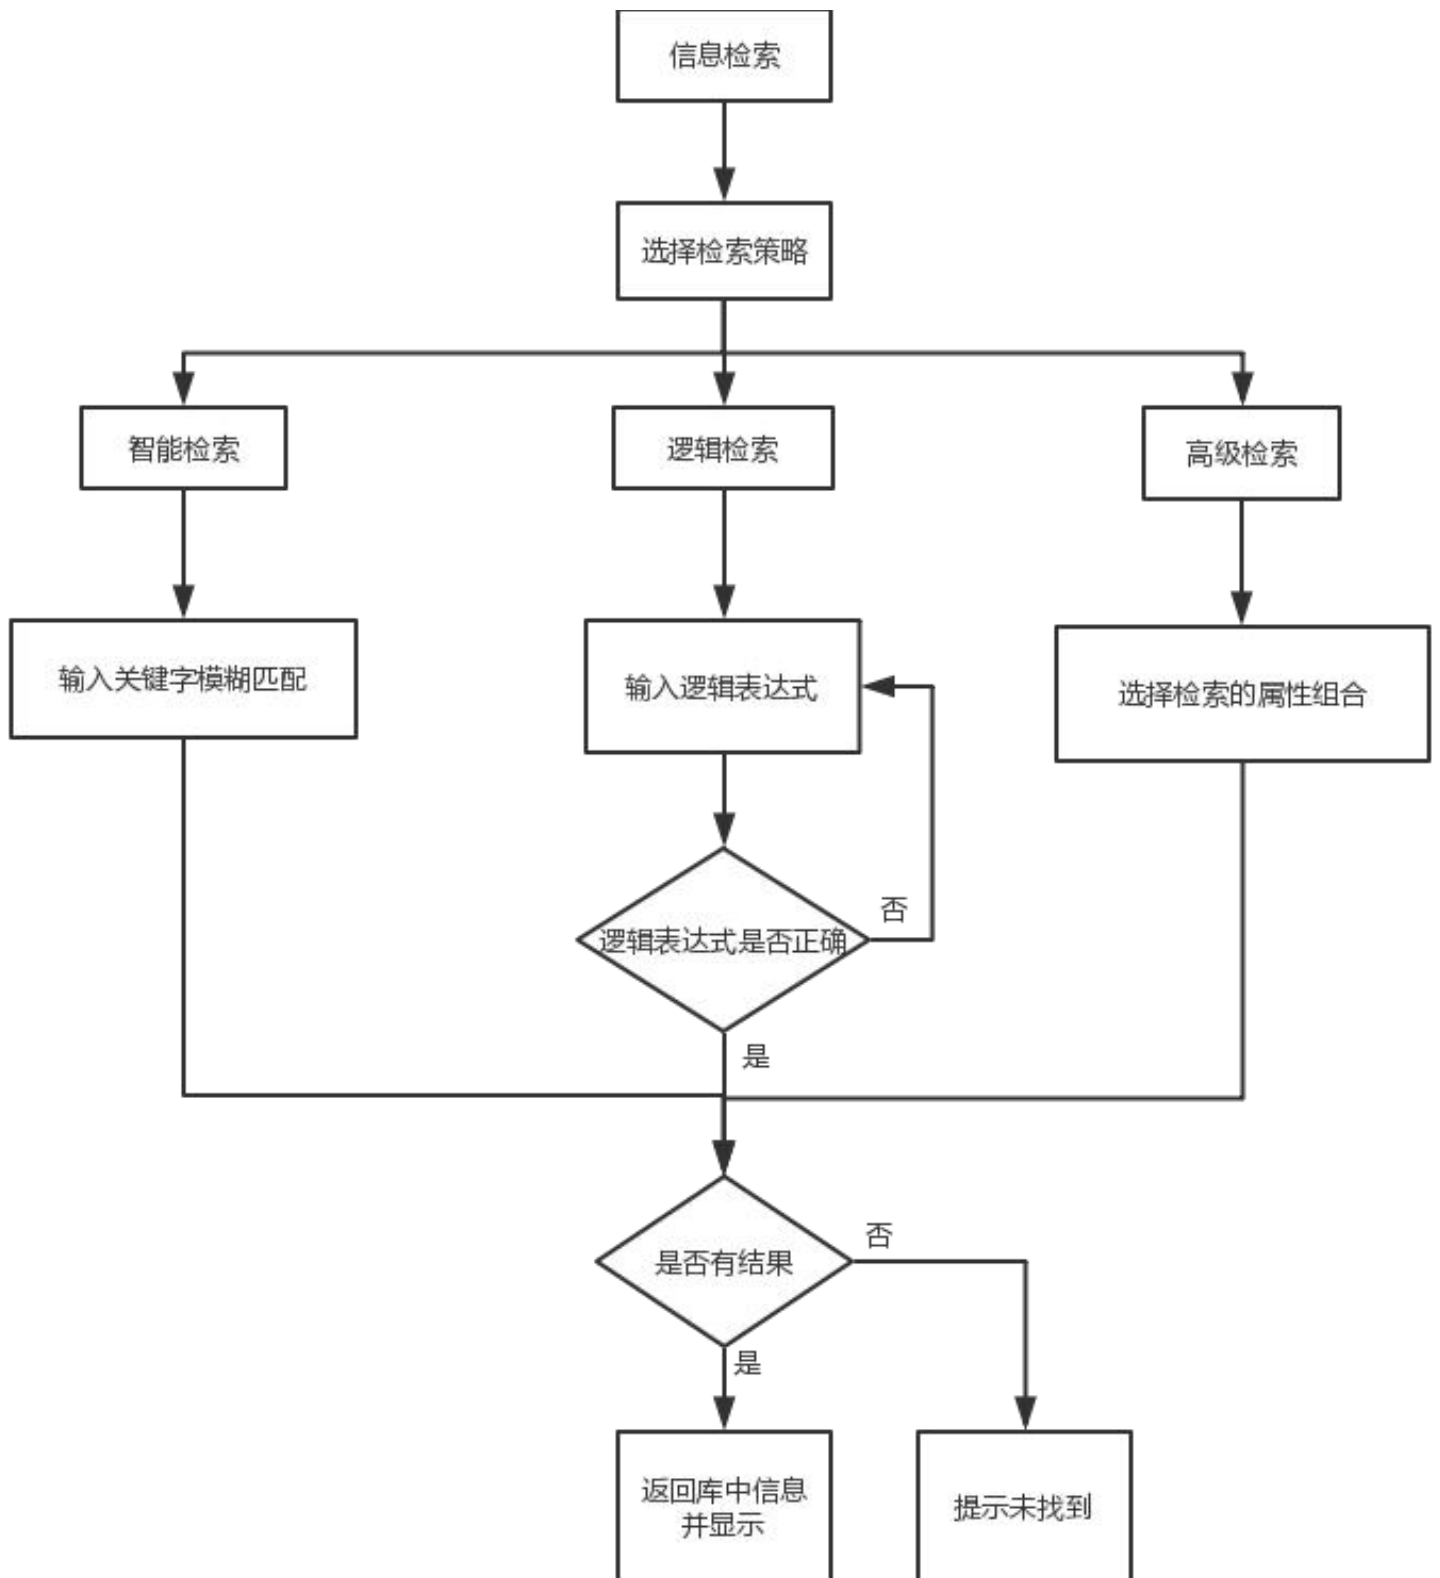 信息检索
选择检索策略
智能检索
逻辑检索
高级检索
输入关键字模糊匹配
输入逻辑表达式
选择检索的属性组合
否
逻辑表达式是否正确
是
否
是否有结果
是
返回库中信息
并显示
提示未找到